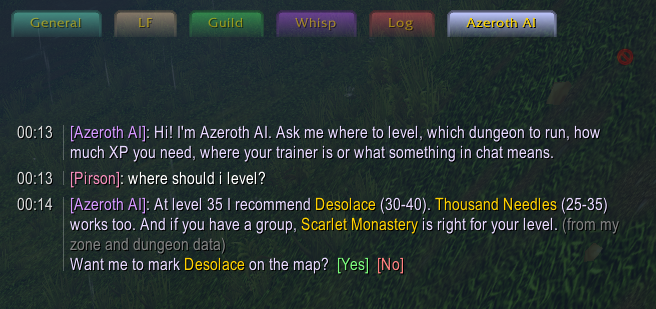 General LF Guild Whisp Log Azeroth AI
00:13 [Azeroth AI]: Hi! I'm Azeroth AI. Ask me where to level, which dungeon to run, how
much XP you need, where your trainer is or what something in chat means.
00:13 [Pirson]: where should i level?
00:14 [Azeroth AI]: At level 35 I recommend Desolace (30-40). Thousand Needles (25-35)
works too. And if you have a group, Scarlet Monastery is right for your level. (from my
zone and dungeon data)
Want me to mark Desolace on the map? [Yes] [No]